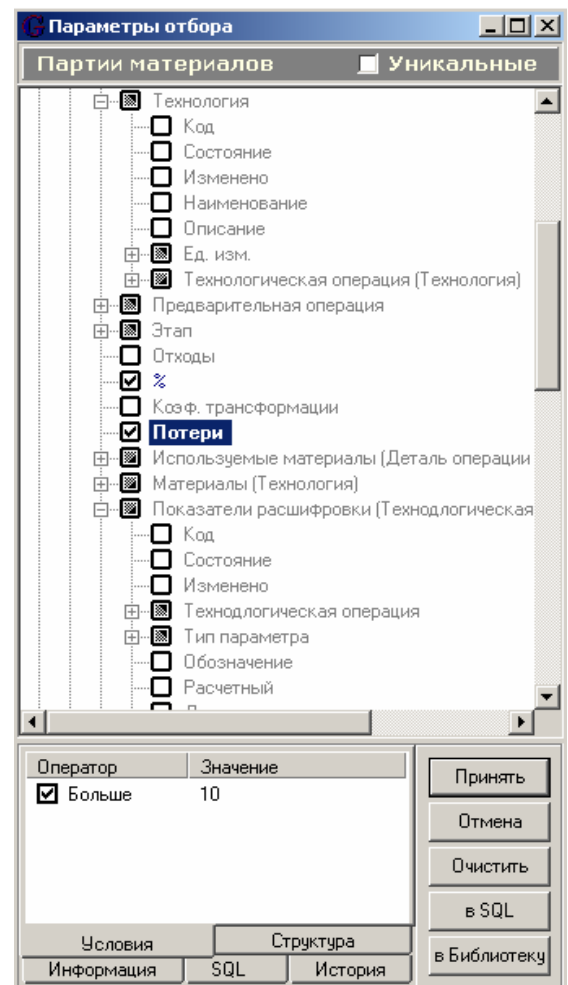 Параметры отбора
Партии материалов Уникальные
Технология
Код
Состояние
Изменено
Наименование
Описание
Ед. изм.
Технологическая операция (Технология)
Предварительная операция
Этап
Отходы
%
Коэф. трансформации
Потери
Используемые материалы (Деталь операции
Материалы (Технология)
Показатели расшифровки (Технодлогическая
Код
Состояние
Изменено
Технодлогическая операция
Тип параметра
Обозначение
Расчетный
Оператор Значение
Больше 10
Принять
Отмена
Очистить
в SQL
в Библиотеку
Условия Структура
Информация SQL История